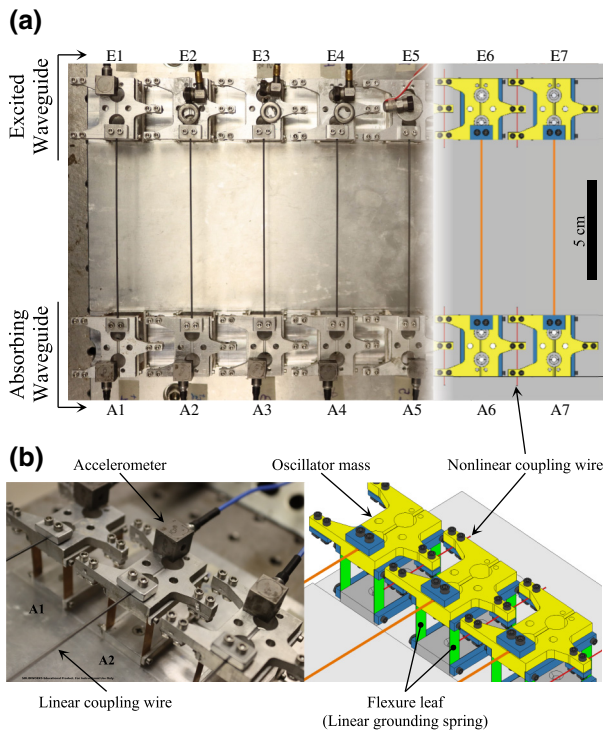 (a)
E1 E2 E3 E4 E5 E6 E7
Excited
Waveguide
5 cm
Absorbing
Waveguide
A1 A2 A3 A4 A5 A6 A7
(b)
Accelerometer
Oscillator mass
Nonlinear coupling wire
A1
A2
Linear coupling wire
Flexure leaf
(Linear grounding spring)